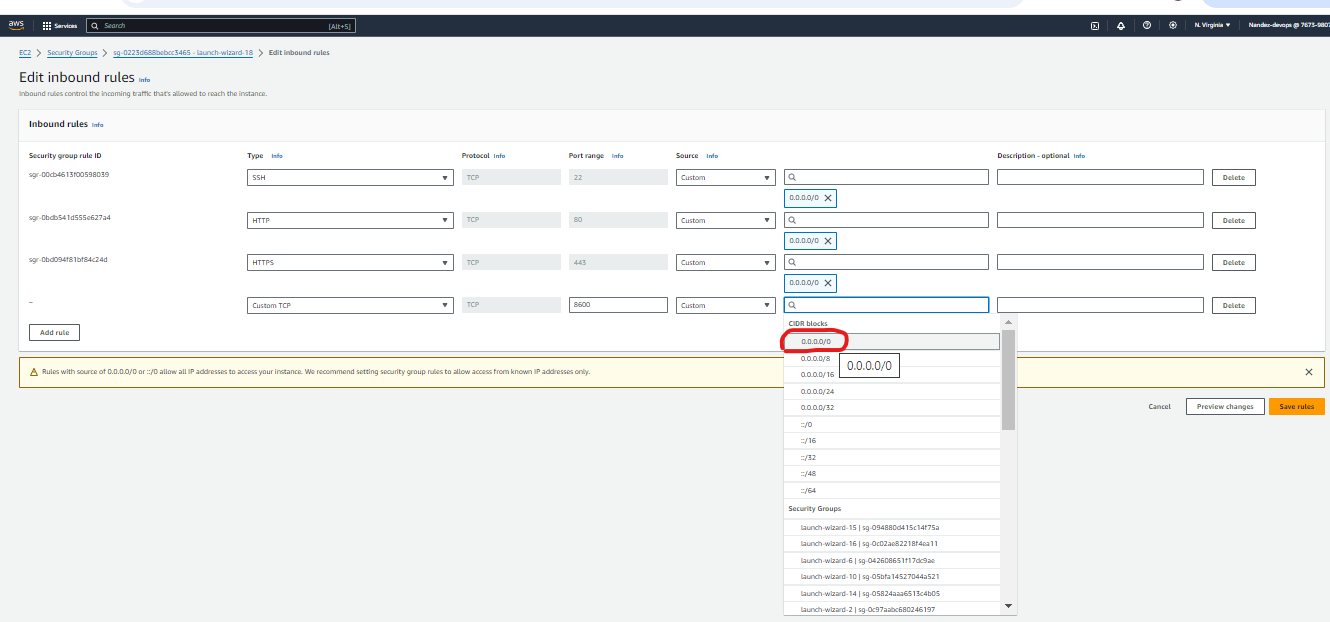 aws Services Search [Alt+S] N. Virginia Nandez-devops @ 7673-9807
EC2 > Security Groups > sg-0223d688bebcc3465 - launch-wizard-18 > Edit inbound rules
Edit inbound rules Info
Inbound rules control the incoming traffic that's allowed to reach the instance.
Inbound rules Info
Security group rule ID Type Info Protocol Info Port range Info Source Info Description - optional Info
sgr-00cb4613f00598039 SSH TCP 22 Custom Delete
0.0.0.0/0
sgr-0bdb541d555e627a4 HTTP TCP 80 Custom Delete
0.0.0.0/0
sgr-0bd094f81bf84c24d HTTPS TCP 443 Custom Delete
0.0.0.0/0
– Custom TCP TCP 8600 Custom Delete
CIDR blocks
Add rule
0.0.0.0/0
0.0.0.0/8
0.0.0.0/0
Rules with source of 0.0.0.0/0 or ::/0 allow all IP addresses to access your instance. We recommend setting security group rules to allow access from known IP addresses only.
0.0.0.0/16
0.0.0.0/24
0.0.0.0/32
Cancel Preview changes Save rules
::/0
::/16
::/32
::/48
::/64
Security Groups
launch-wizard-15 | sg-094880d415c14f75a
launch-wizard-16 | sg-0c02ae82218f4ea11
launch-wizard-6 | sg-042608651f17dc9ae
launch-wizard-10 | sg-05bfa14527044a521
launch-wizard-14 | sg-05824aaa6513c4b05
launch-wizard-2 | sg-0c97aabc680246197